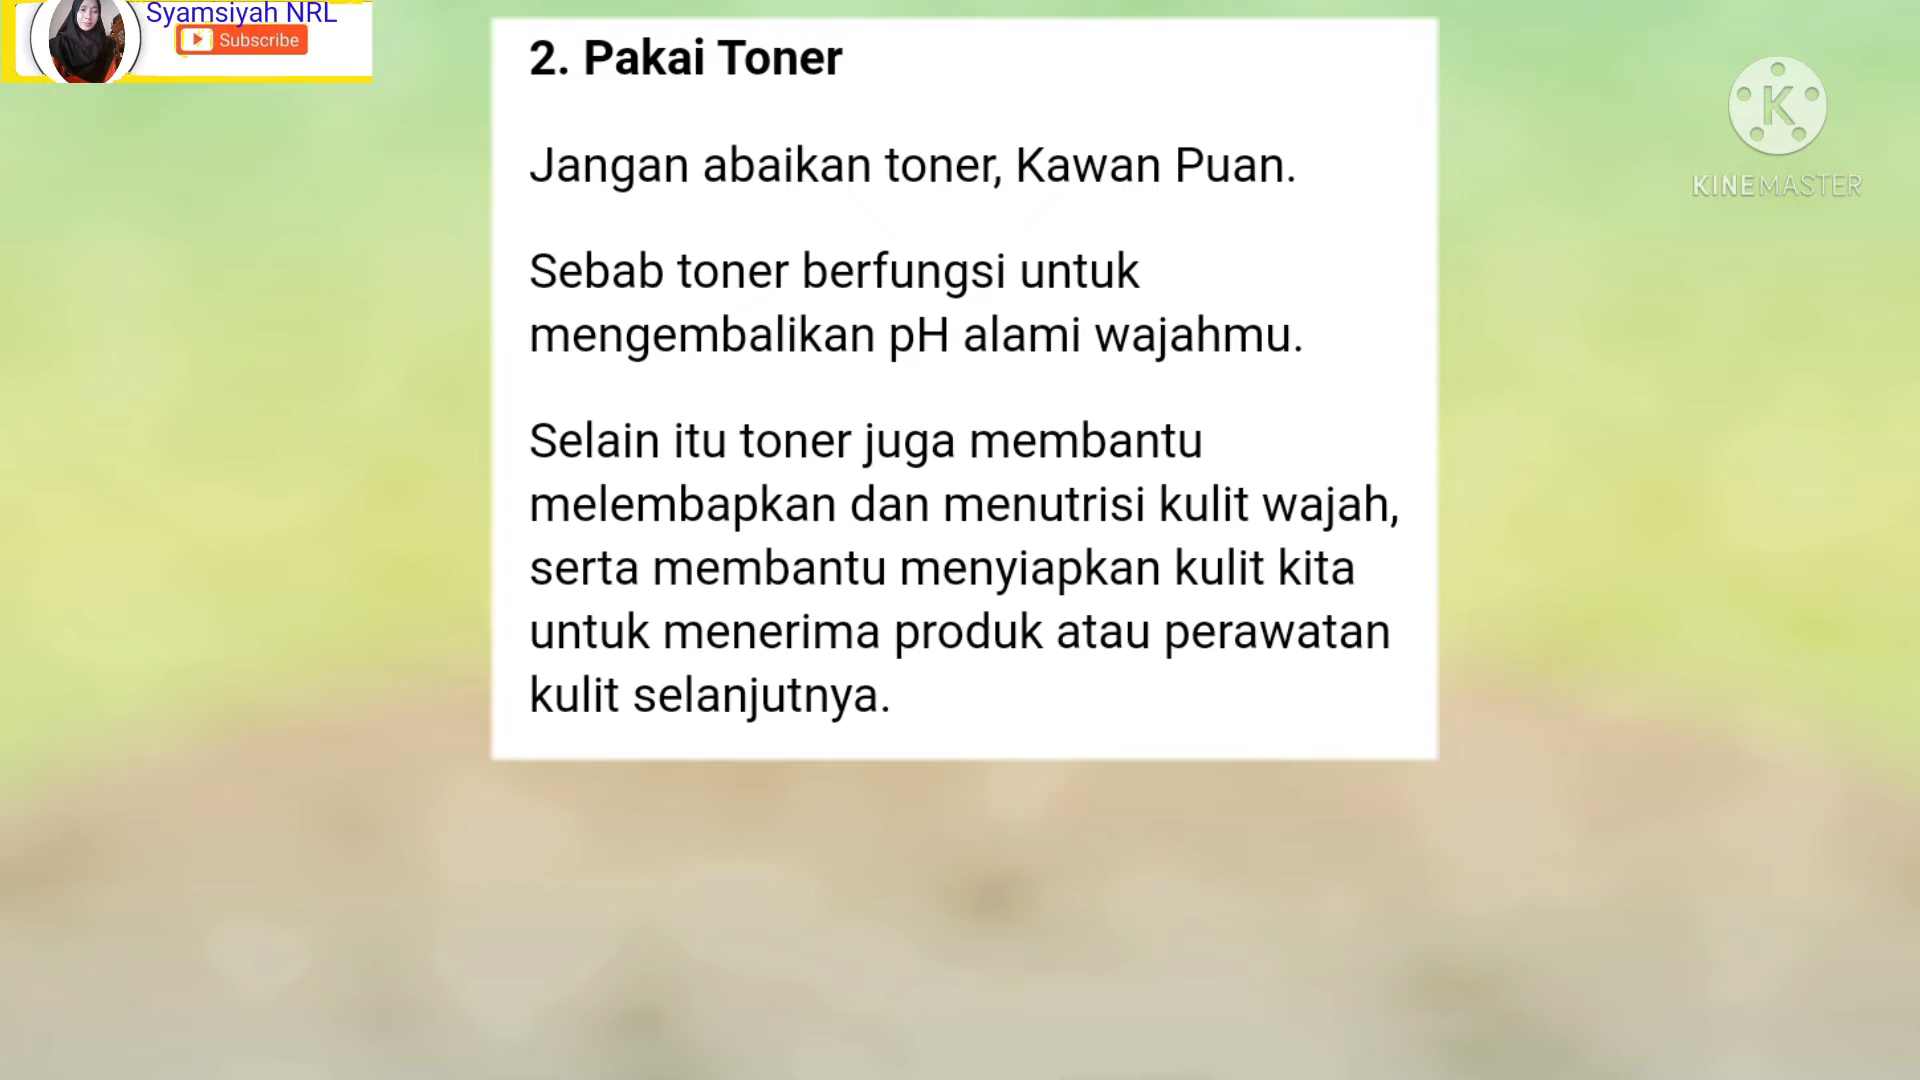 Syamsiyah NRL
Subscribe
2. Pakai Toner
Jangan abaikan toner, Kawan Puan.
Sebab toner berfungsi untuk
mengembalikan pH alami wajahmu.
Selain itu toner juga membantu
melembapkan dan menutrisi kulit wajah,
serta membantu menyiapkan kulit kita
untuk menerima produk atau perawatan
kulit selanjutnya.
K
KINEMASTER